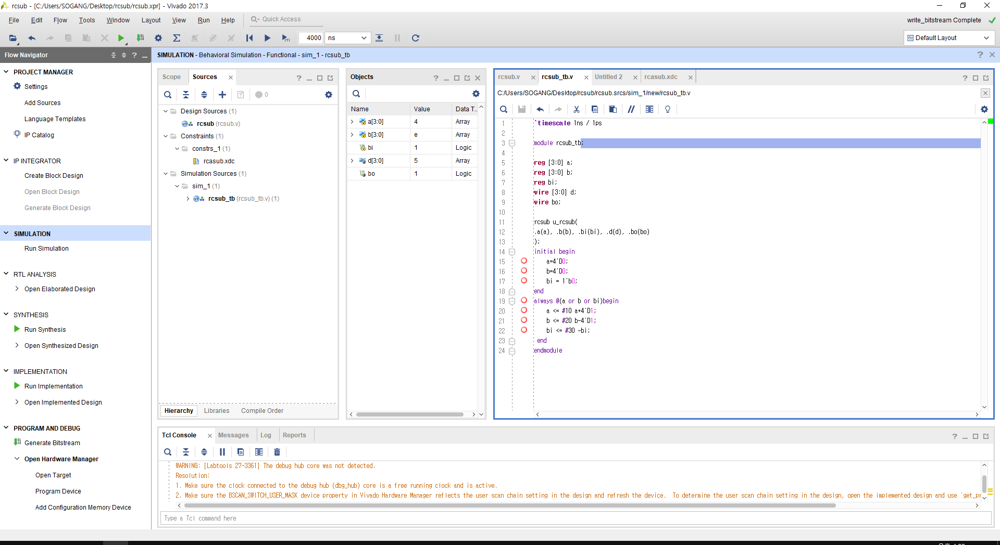 rcsub - [C:/Users/SOGANG/Desktop/rcsub/rcsub.xpr] - Vivado 2017.3
File Edit Flow Tools Window Layout View Run Help Quick Access
write_bitstream Complete
4000 ns
Default Layout
Flow Navigator
PROJECT MANAGER
Settings
Add Sources
Language Templates
IP Catalog
IP INTEGRATOR
Create Block Design
Open Block Design
Generate Block Design
SIMULATION
Run Simulation
RTL ANALYSIS
Open Elaborated Design
SYNTHESIS
Run Synthesis
Open Synthesized Design
IMPLEMENTATION
Run Implementation
Open Implemented Design
PROGRAM AND DEBUG
Generate Bitstream
Open Hardware Manager
Open Target
Program Device
Add Configuration Memory Device
SIMULATION - Behavioral Simulation - Functional - sim_1 - rcsub_tb
Scope Sources
0
Design Sources (1)
rcsub (rcsub.v)
Constraints (1)
constrs_1 (1)
rcasub.xdc
Simulation Sources (1)
sim_1 (1)
rcsub_tb (rcsub_tb.v) (1)
Hierarchy Libraries Compile Order
Objects
Name Value Data T..
a[3:0] 4 Array
b[3:0] e Array
bi 1 Logic
d[3:0] 5 Array
bo 1 Logic
rcsub.v rcsub_tb.v Untitled 2 rcasub.xdc
C:/Users/SOGANG/Desktop/rcsub/rcsub.srcs/sim_1/new/rcsub_tb.v
1 `timescale 1ns / 1ps
2
3 module rcsub_tb;
4
5 reg [3:0] a;
6 reg [3:0] b;
7 reg bi;
8 wire [3:0] d;
9 wire bo;
10
11 rcsub u_rcsub(
12 .a(a), .b(b), .bi(bi), .d(d), .bo(bo)
13 );
14 initial begin
15 a=4'D0;
16 b=4'D0;
17 bi = 1'b0;
18 end
19 always @(a or b or bi)begin
20 a <= #10 a+4'D1;
21 b <= #20 b-4'D1;
22 bi <= #30 ~bi;
23 end
24 endmodule
Tcl Console Messages Log Reports
WARNING: [Labtools 27-3361] The debug hub core was not detected.
Resolution:
1. Make sure the clock connected to the debug hub (dbg_hub) core is a free running clock and is active.
2. Make sure the BSCAN_SWITCH_USER_MASK device property in Vivado Hardware Manager reflects the user scan chain setting in the design and refresh the device. To determine the user scan chain setting in the design, open the implemented design and use 'get_pr
Type a Tcl command here